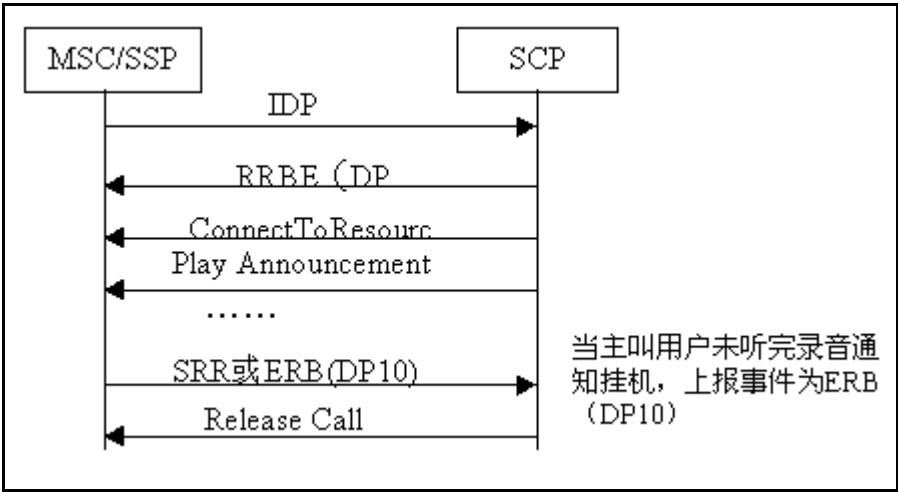 MSC/SSP
SCP
IDP
RRBE（DP
ConnectToResourc
Play Announcement
……
SRR或ERB(DP10)
当主叫用户未听完录音通
知挂机，上报事件为ERB
（DP10）
Release Call